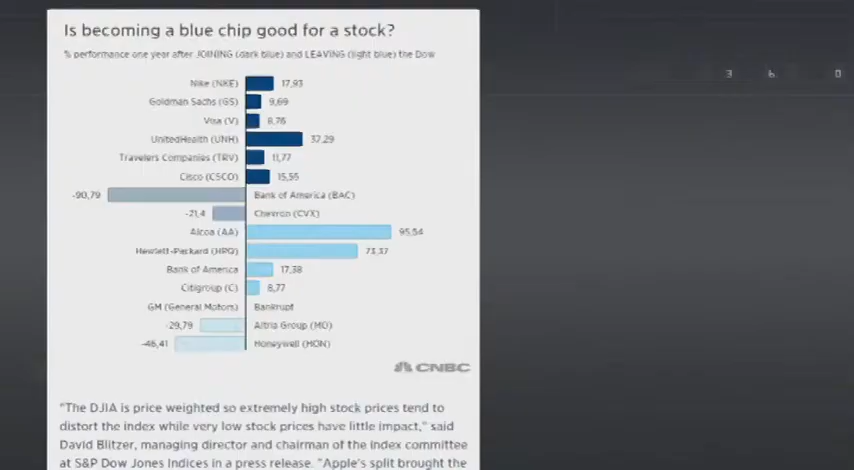 Is becoming a blue chip good for a stock?
% performance one year after JOINING (dark blue) and LEAVING (light blue) the Dow
Nike (NKE) 17,93
Goldman Sachs (GS) 9,69
Visa (V) 8,76
UnitedHealth (UNH) 37,29
Travelers Companies (TRV) 11,77
Cisco (CSCO) 15,55
-90,79 Bank of America (BAC)
-21,4 Chevron (CVX)
Alcoa (AA) 95,54
Hewlett-Packard (HPQ) 73,37
Bank of America 17,38
Citigroup (C) 8,77
GM (General Motors) Bankrupt
-29,79 Altria Group (MO)
-46,41 Honeywell (HON)
CNBC
"The DJIA is price weighted so extremely high stock prices tend to
distort the index while very low stock prices have little impact," said
David Blitzer, managing director and chairman of the index committee
at S&P Dow Jones Indices in a press release. "Apple's split brought the
3 6 0